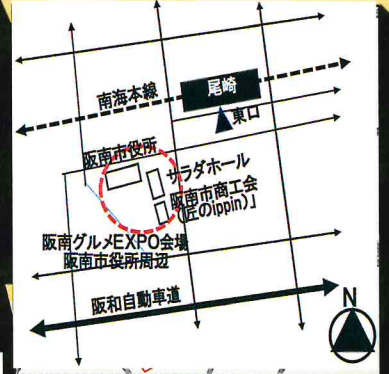 尾崎
南海本線
東口
阪南市役所
サラダホール
阪南市商工会
(匠のippin)」
阪南グルメEXPO会場
阪南市役所周辺
阪和自動車道
N